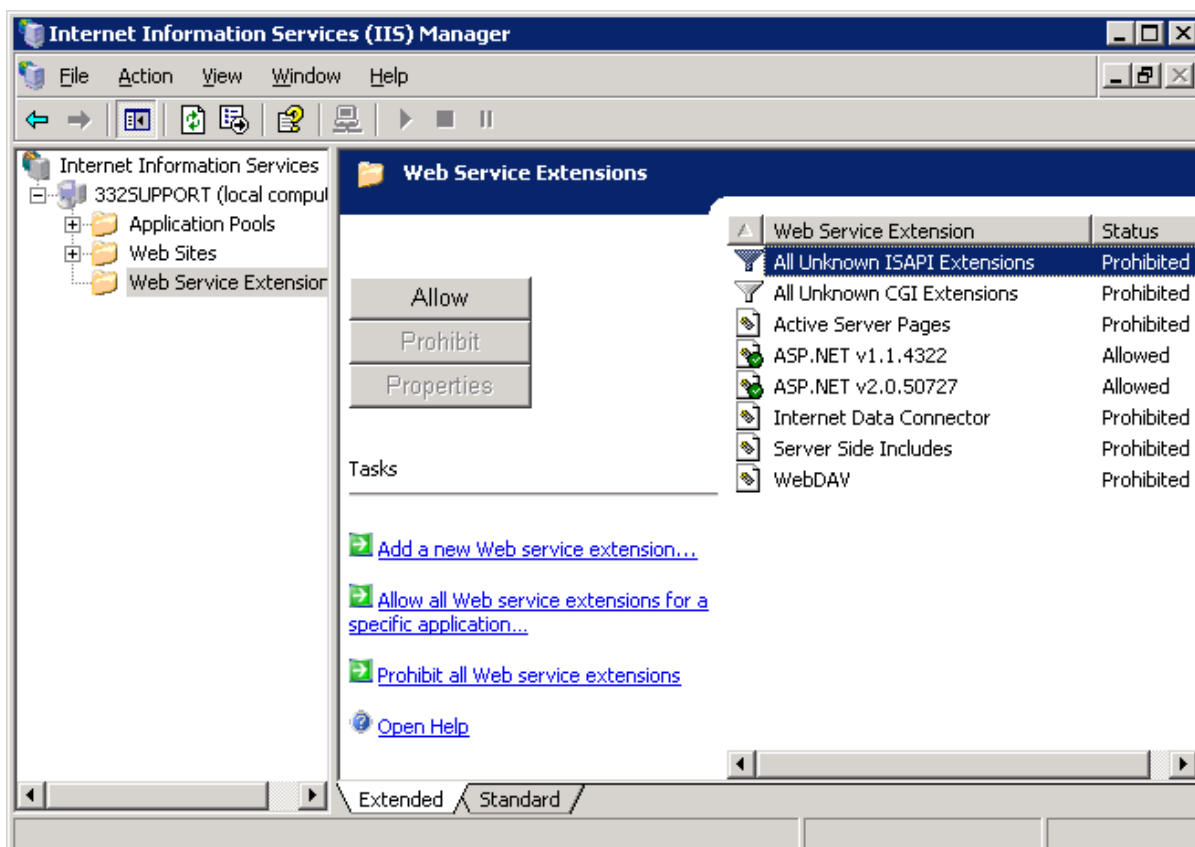 Internet Information Services (IIS) Manager
File Action View Window Help
Internet Information Services
332SUPPORT (local compu
Application Pools
Web Sites
Web Service Extension
Web Service Extensions
Allow
Prohibit
Properties
Tasks
Add a new Web service extension...
Allow all Web service extensions for a
specific application...
Prohibit all Web service extensions
Open Help
Web Service Extension Status
All Unknown ISAPI Extensions Prohibited
All Unknown CGI Extensions Prohibited
Active Server Pages Prohibited
ASP.NET v1.1.4322 Allowed
ASP.NET v2.0.50727 Allowed
Internet Data Connector Prohibited
Server Side Includes Prohibited
WebDAV Prohibited
Extended Standard